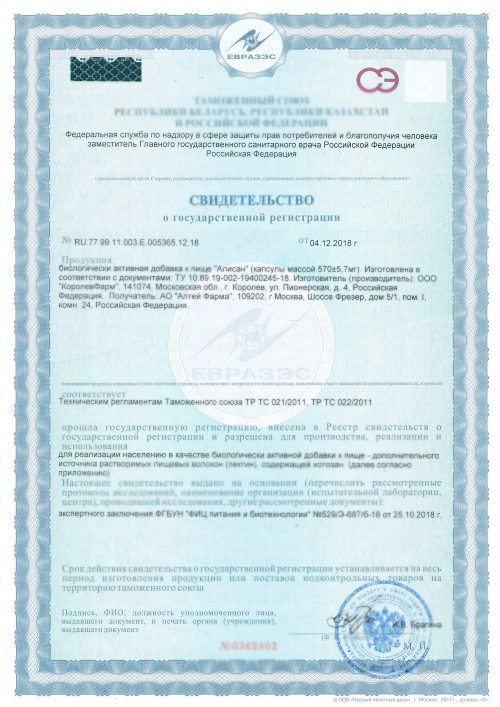 ЕВРАЗЭС
СЭ
ТАМОЖЕННЫЙ СОЮЗ
РЕСПУБЛИКИ БЕЛАРУСЬ, РЕСПУБЛИКИ КАЗАХСТАН
И РОССИЙСКОЙ ФЕДЕРАЦИИ
Федеральная служба по надзору в сфере защиты прав потребителей и благополучия человека
заместитель Главного государственного санитарного врача Российской Федерации
Российская Федерация
(уполномоченный орган Стороны, руководитель уполномоченного органа, наименование административно-территориального образования)
СВИДЕТЕЛЬСТВО
о государственной регистрации
№ RU.77.99.11.003.Е.005365.12.18 от 04.12.2018 г.
Продукция:
биологически активная добавка к пище "Алисан" (капсулы массой 570±5,7мг). Изготовлена в
соответствии с документами: ТУ 10.89.19-002-19400245-18. Изготовитель (производитель): ООО
"КоролевФарм", 141074, Московская обл., г. Королев, ул. Пионерская, д. 4, Российская
Федерация. Получатель: АО "Алтей Фарма", 109202, г.Москва, Шоссе Фрезер, дом 5/1, пом. I,
комн. 24, Российская Федерация.
ЕВРАЗЭС
соответствует
Техническим регламентам Таможенного союза ТР ТС 021/2011, ТР ТС 022/2011
прошла государственную регистрацию, внесена в Реестр свидетельств о
государственной регистрации и разрешена для производства, реализации и
использования
для реализации населению в качестве биологически активной добавки к пище - дополнительного
источника растворимых пищевых волокон (пектин), содержащей хотозан. (далее согласно
приложению)
Настоящее свидетельство выдано на основании (перечислить рассмотренные
протоколы исследований, наименование организации (испытательной лаборатории,
центра), проводившей исследования, другие рассмотренные документы):
экспертного заключения ФГБУН "ФИЦ питания и биотехнологии" №529/Э-687/б-18 от 25.10.2018 г.
Срок действия свидетельства о государственной регистрации устанавливается на весь
период изготовления продукции или поставок подконтрольных товаров на
территорию таможенного союза
Подпись, ФИО, должность уполномоченного лица,
выдавшего документ, и печать органа (учреждения),
выдавшего документ
И.В. Брагина
М. П.
№0362802
© ООО «Первый печатный двор», г. Москва, 2017 г., уровень «Б».